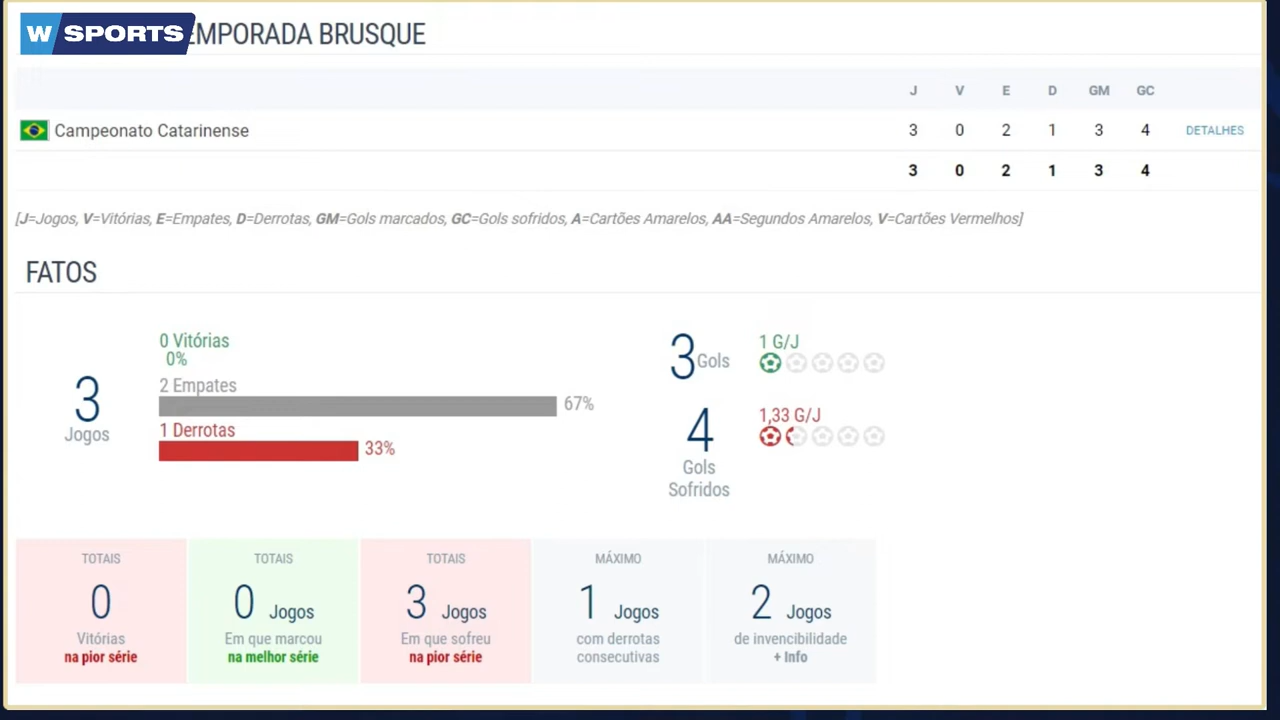 W SPORTS
EMPORADA BRUSQUE
J V E D GM GC
Campeonato Catarinense 3 0 2 1 3 4 DETALHES
3 0 2 1 3 4
[J=Jogos, V=Vitórias, E=Empates, D=Derrotas, GM=Gols marcados, GC=Gols sofridos, A=Cartões Amarelos, AA=Segundos Amarelos, V=Cartões Vermelhos]
FATOS
3
Jogos
0 Vitórias
0%
2 Empates
67%
1 Derrotas
33%
3 Gols
1 G/J
4
Gols
Sofridos
1,33 G/J
TOTAIS
0
Vitórias
na pior série
TOTAIS
0 Jogos
Em que marcou
na melhor série
TOTAIS
3 Jogos
Em que sofreu
na pior série
MÁXIMO
1 Jogos
com derrotas
consecutivas
MÁXIMO
2 Jogos
de invencibilidade
+ Info